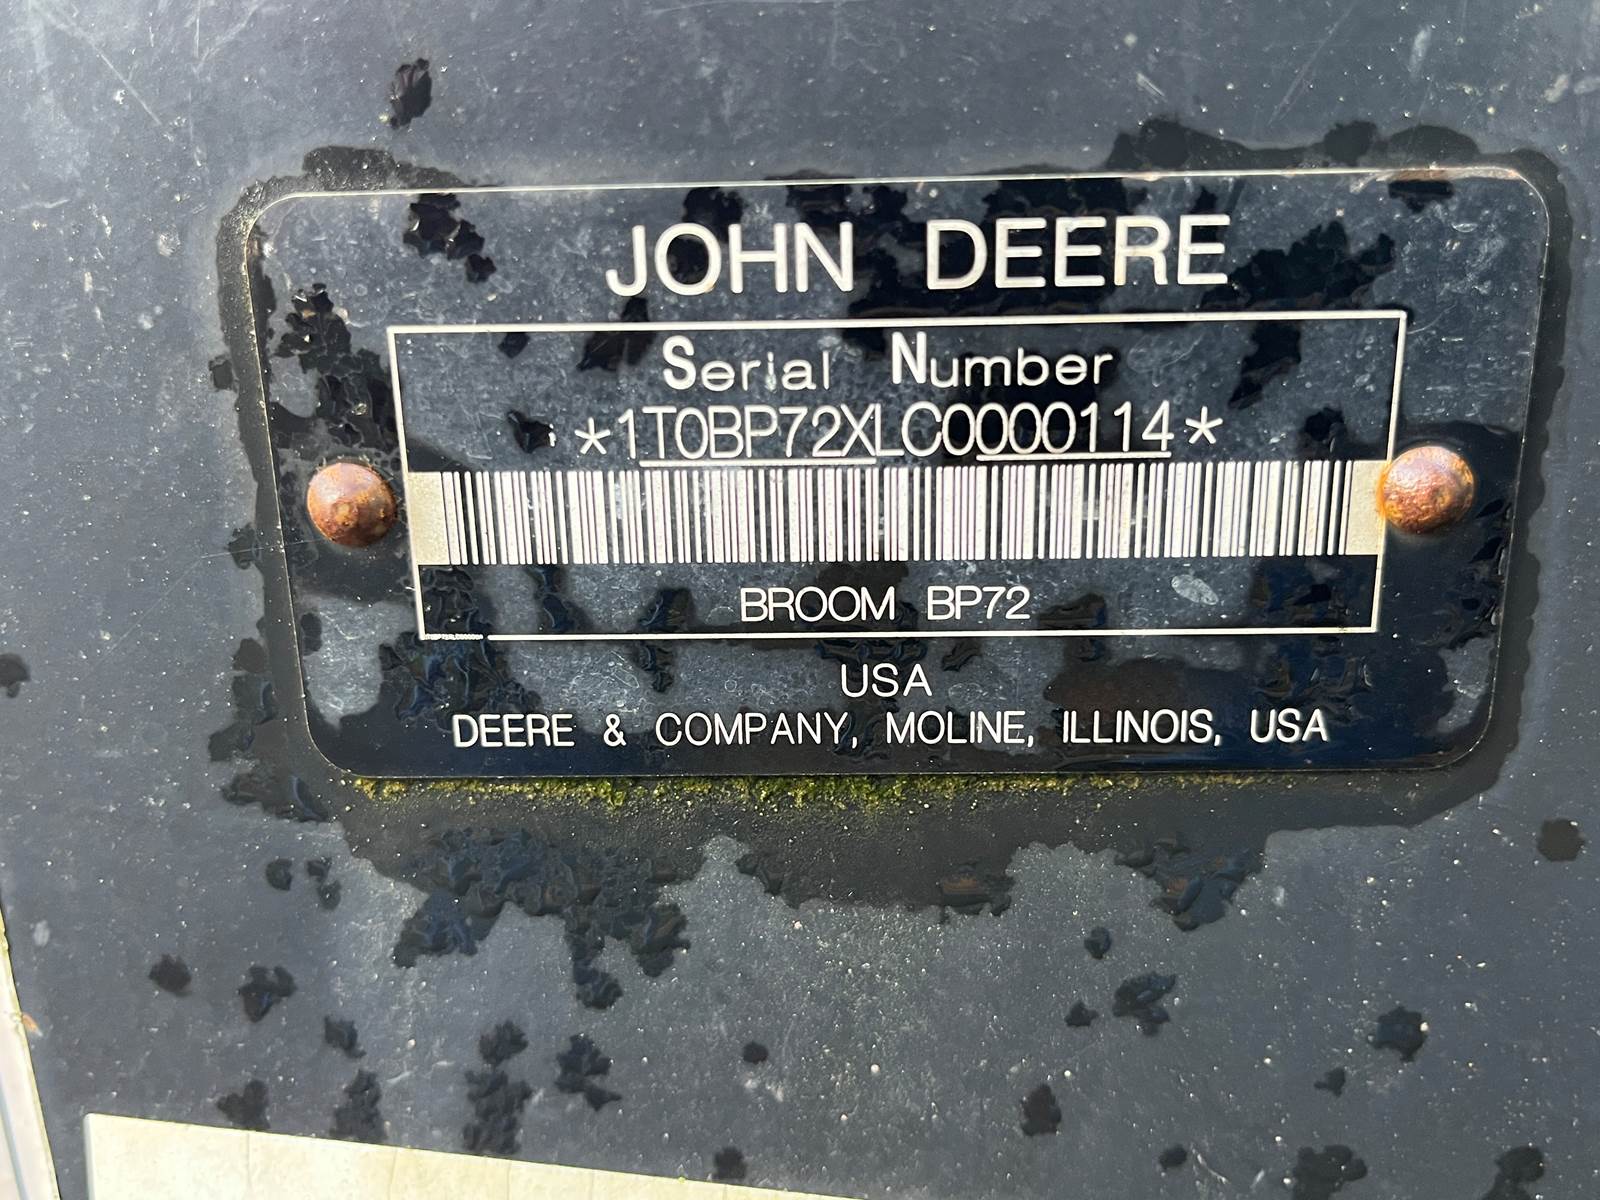 JOHN DEERE
Serial Number
*1T0BP72XLC0000114*
BROOM BP72
USA
DEERE & COMPANY, MOLINE, ILLINOIS, USA